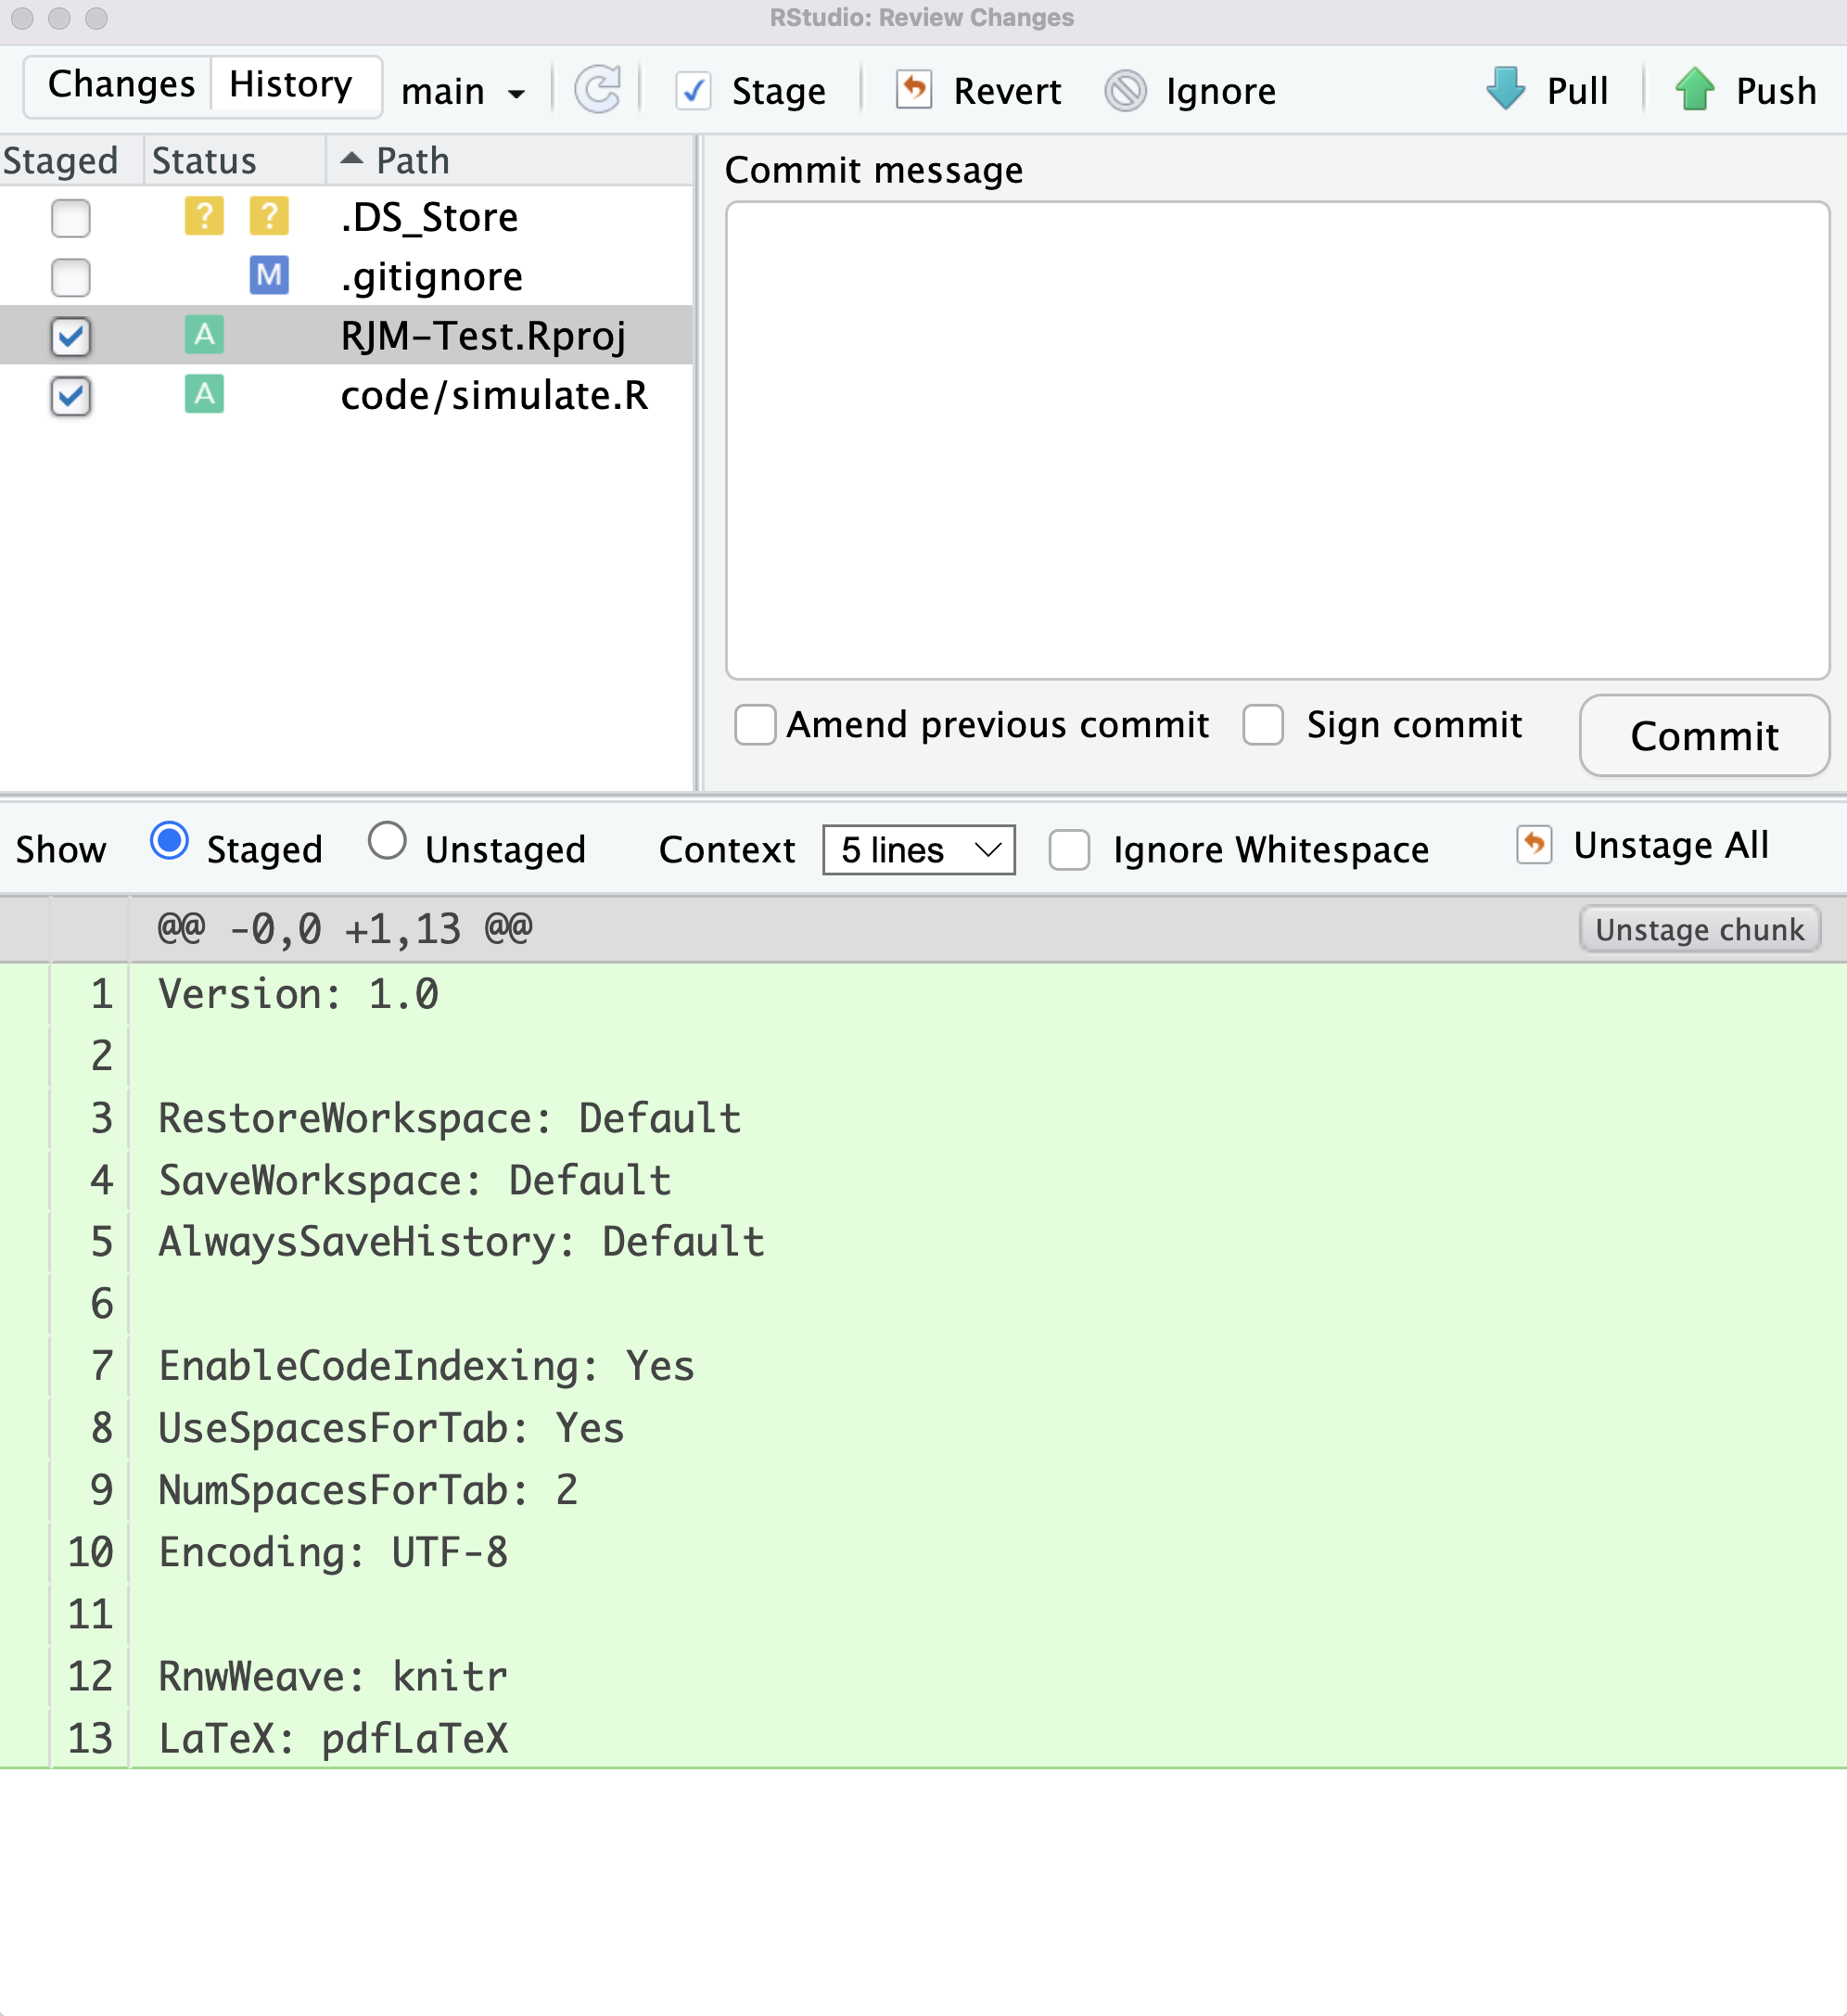 RStudio: Review Changes
Changes History main Stage Revert Ignore Pull Push
Staged Status Path
Commit message
? ? .DS_Store
M .gitignore
A RJM-Test.Rproj
A code/simulate.R
Amend previous commit Sign commit Commit
Show Staged Unstaged Context 5 lines Ignore Whitespace Unstage All
@@ -0,0 +1,13 @@ Unstage chunk
1 Version: 1.0
2
3 RestoreWorkspace: Default
4 SaveWorkspace: Default
5 AlwaysSaveHistory: Default
6
7 EnableCodeIndexing: Yes
8 UseSpacesForTab: Yes
9 NumSpacesForTab: 2
10 Encoding: UTF-8
11
12 RnwWeave: knitr
13 LaTeX: pdfLaTeX